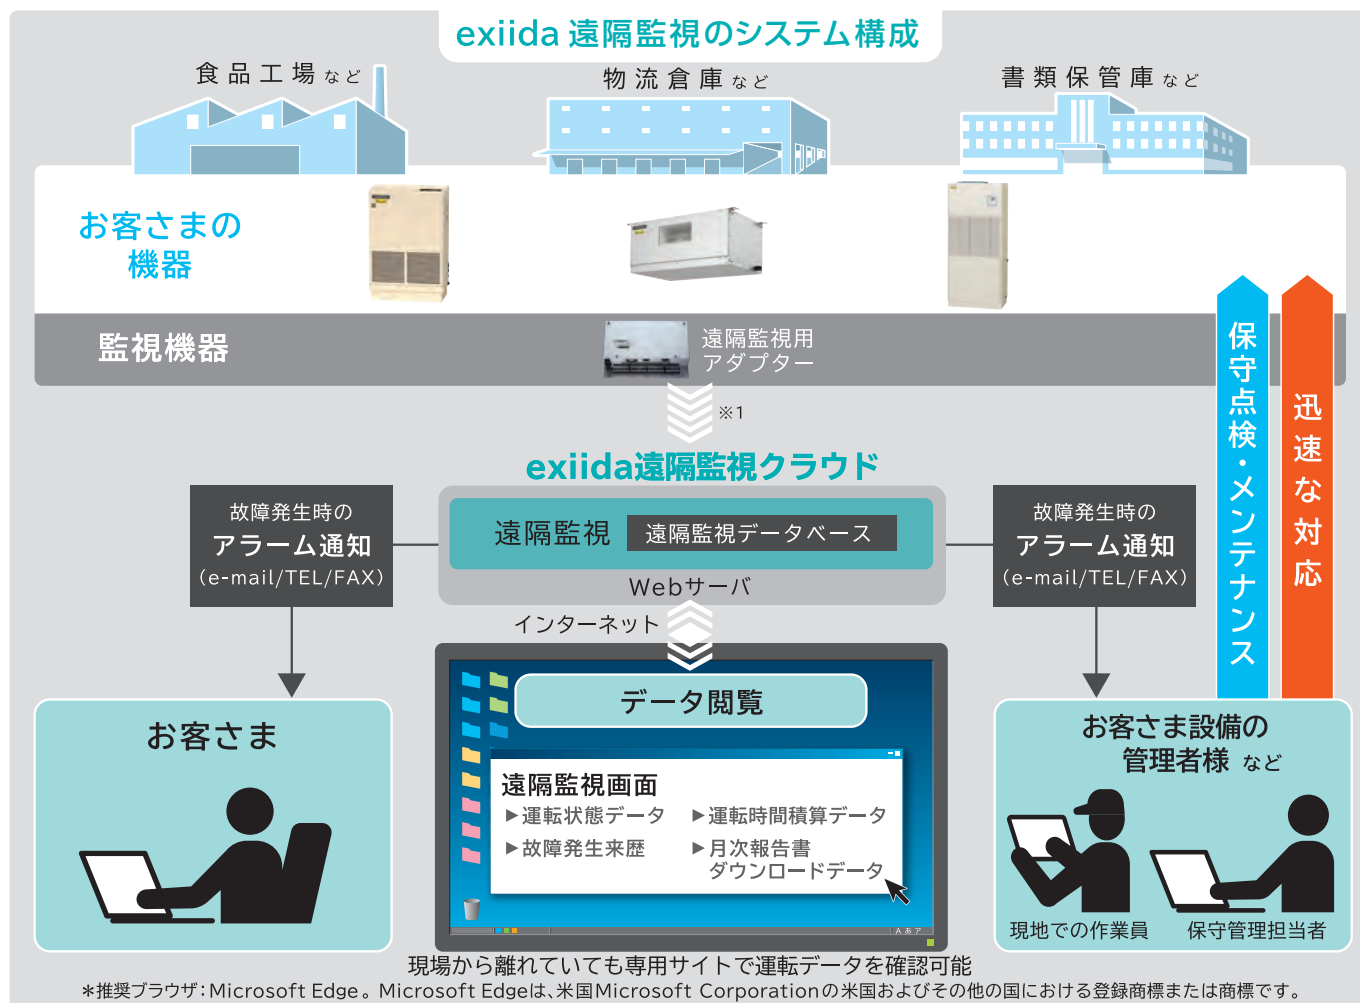 exiida 遠隔監視のシステム構成
食品工場 など
物流倉庫 など
書類保管庫 など
お客さまの
機器
監視機器
遠隔監視用
アダプター
※1
保守点検・メンテナンス
迅速な対応
exiida遠隔監視クラウド
故障発生時の
アラーム通知
(e-mail/TEL/FAX)
遠隔監視
遠隔監視データベース
Webサーバ
故障発生時の
アラーム通知
(e-mail/TEL/FAX)
インターネット
お客さま
データ閲覧
遠隔監視画面
▶運転状態データ
▶運転時間積算データ
▶故障発生来歴
▶月次報告書
ダウンロードデータ
A あ ア
お客さま設備の
管理者様 など
現地での作業員
保守管理担当者
現場から離れていても専用サイトで運転データを確認可能
＊推奨ブラウザ：Microsoft Edge。Microsoft Edgeは、米国Microsoft Corporationの米国およびその他の国における登録商標または商標です。